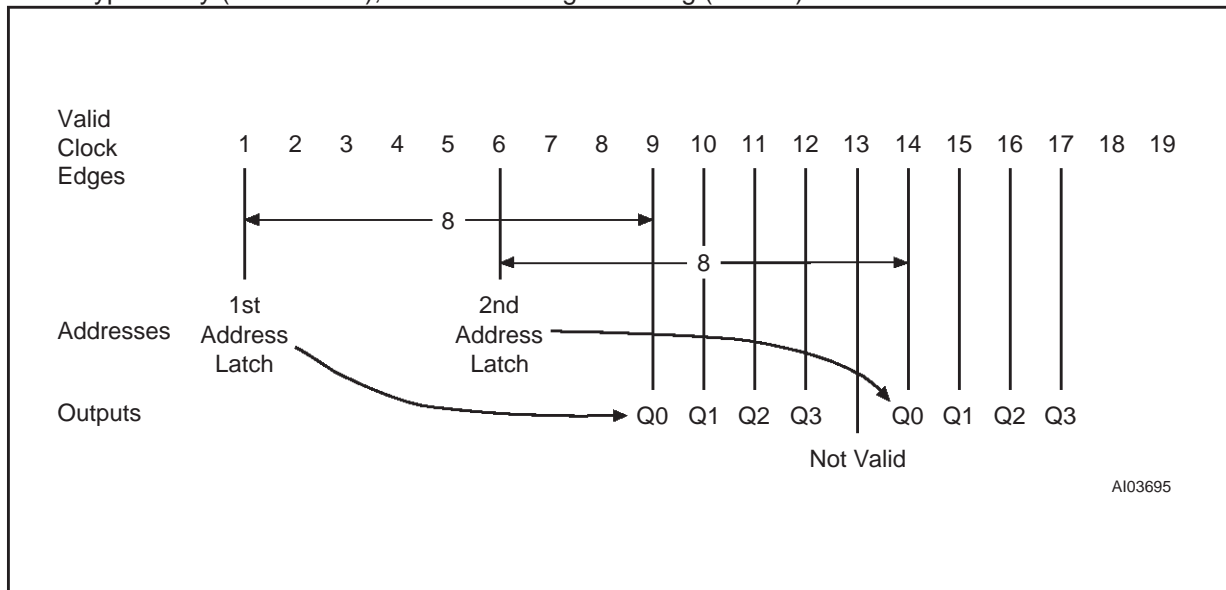 Valid
Clock
Edges
1 2 3 4 5 6 7 8 9 10 11 12 13 14 15 16 17 18 19
8
8
1st
Address
Latch
2nd
Address
Latch
Addresses
Outputs
Q0 Q1 Q2 Q3 Q0 Q1 Q2 Q3
Not Valid
AI03695